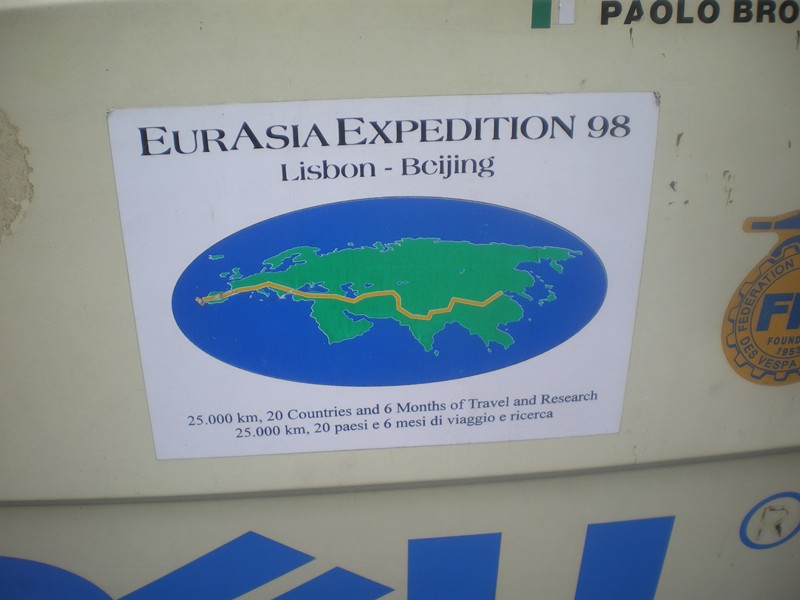 PAOLO BRO
EURASIA EXPEDITION 98
Lisbon - Beijing
25.000 km, 20 Countries and 6 Months of Travel and Research
25.000 km, 20 paesi e 6 mesi di viaggio e ricerca
FEDERATION
FOUND
1953
DES VESPA
R